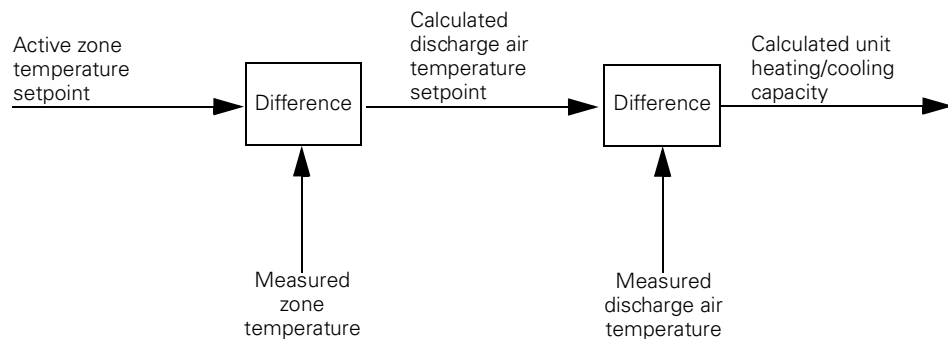 Active zone
temperature
setpoint
Difference
Calculated
discharge air
temperature
setpoint
Difference
Calculated unit
heating/cooling
capacity
Measured
zone
temperature
Measured
discharge air
temperature